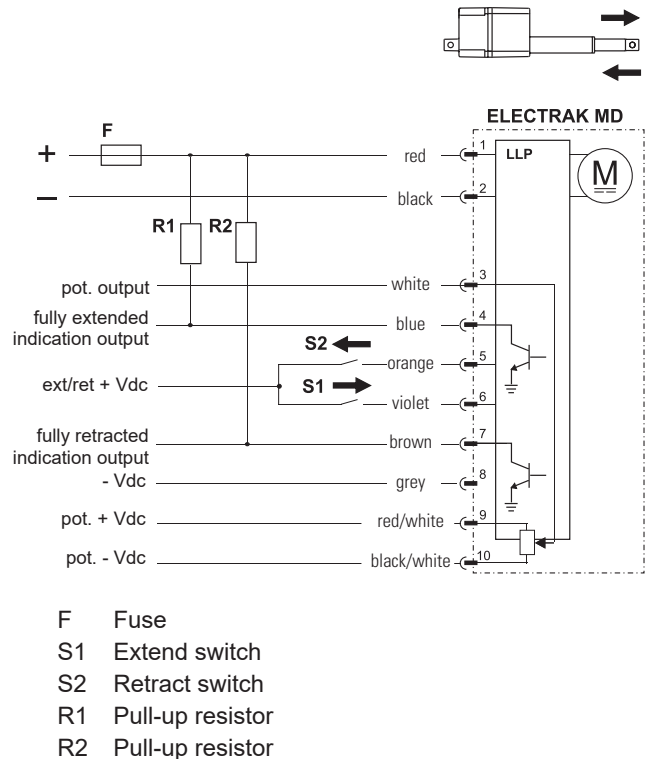 ELECTRAK MD
F
+
red
1
LLP
M
−
black
2
R1
R2
pot. output
white
3
fully extended
indication output
blue
4
S2
orange
5
ext/ret + Vdc
S1
violet
6
fully retracted
indication output
brown
7
- Vdc
grey
8
pot. + Vdc
red/white
9
pot. - Vdc
black/white
10
F Fuse
S1 Extend switch
S2 Retract switch
R1 Pull-up resistor
R2 Pull-up resistor